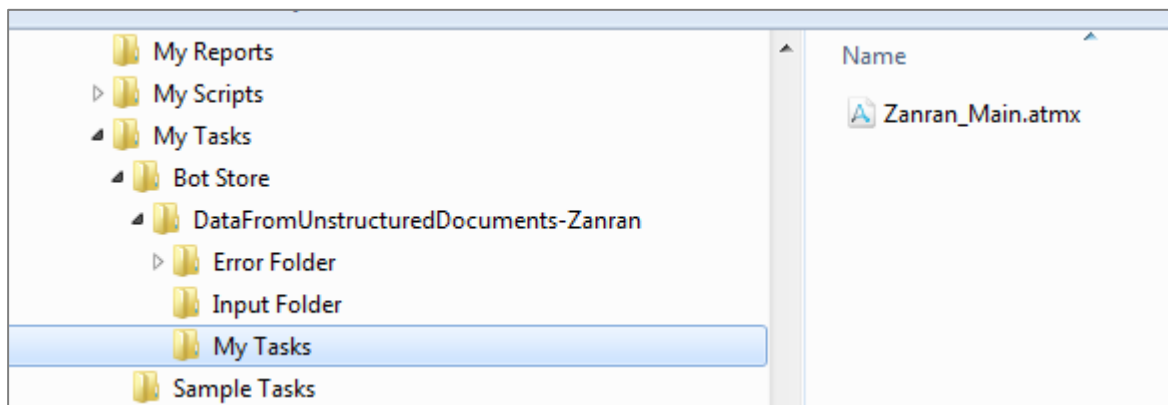 My Reports
My Scripts
My Tasks
Bot Store
DataFromUnstructuredDocuments-Zanran
Error Folder
Input Folder
My Tasks
Sample Tasks
Name
Zanran_Main.atmx